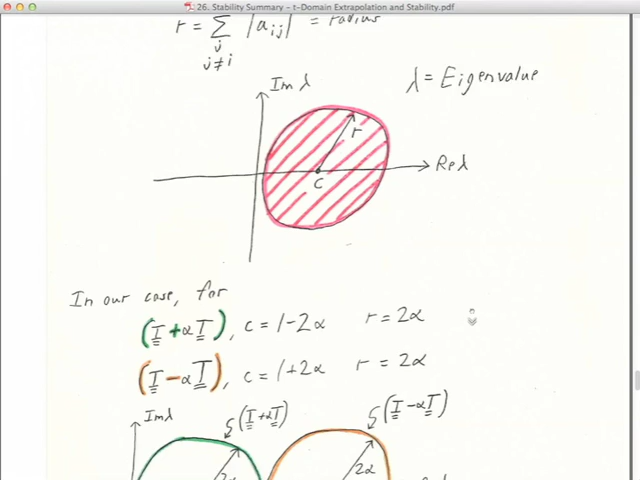 26. Stability Summary - t-Domain Extrapolation and Stability.pdf
r = ∑ |aᵢⱼ| = radius
j
j≠i
Im λ
λ = Eigenvalue
r
Re λ
C
In our case, for
(I + αT), c = 1-2α r = 2α
(I - αT), c = 1+2α r = 2α
Im λ
(I+αT)
(I-αT)
2α